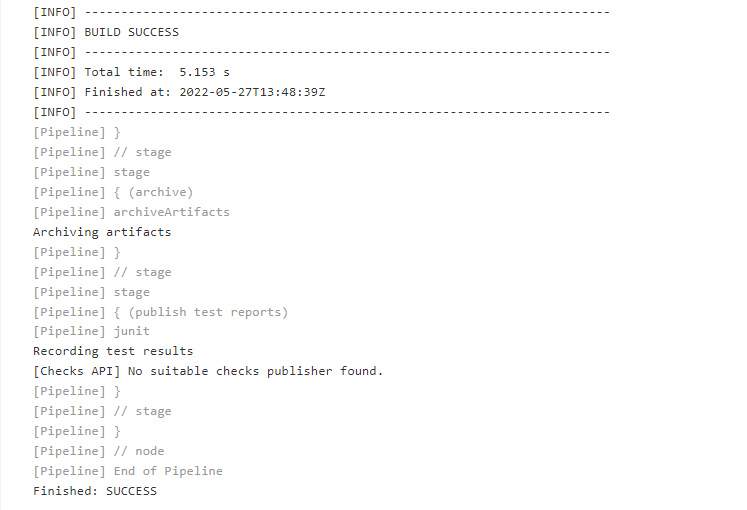 [INFO] ------------------------------------------------------------------------
[INFO] BUILD SUCCESS
[INFO] ------------------------------------------------------------------------
[INFO] Total time:  5.153 s
[INFO] Finished at: 2022-05-27T13:48:39Z
[INFO] ------------------------------------------------------------------------
[Pipeline] }
[Pipeline] // stage
[Pipeline] stage
[Pipeline] { (archive)
[Pipeline] archiveArtifacts
Archiving artifacts
[Pipeline] }
[Pipeline] // stage
[Pipeline] stage
[Pipeline] { (publish test reports)
[Pipeline] junit
Recording test results
[Checks API] No suitable checks publisher found.
[Pipeline] }
[Pipeline] // stage
[Pipeline] }
[Pipeline] // node
[Pipeline] End of Pipeline
Finished: SUCCESS